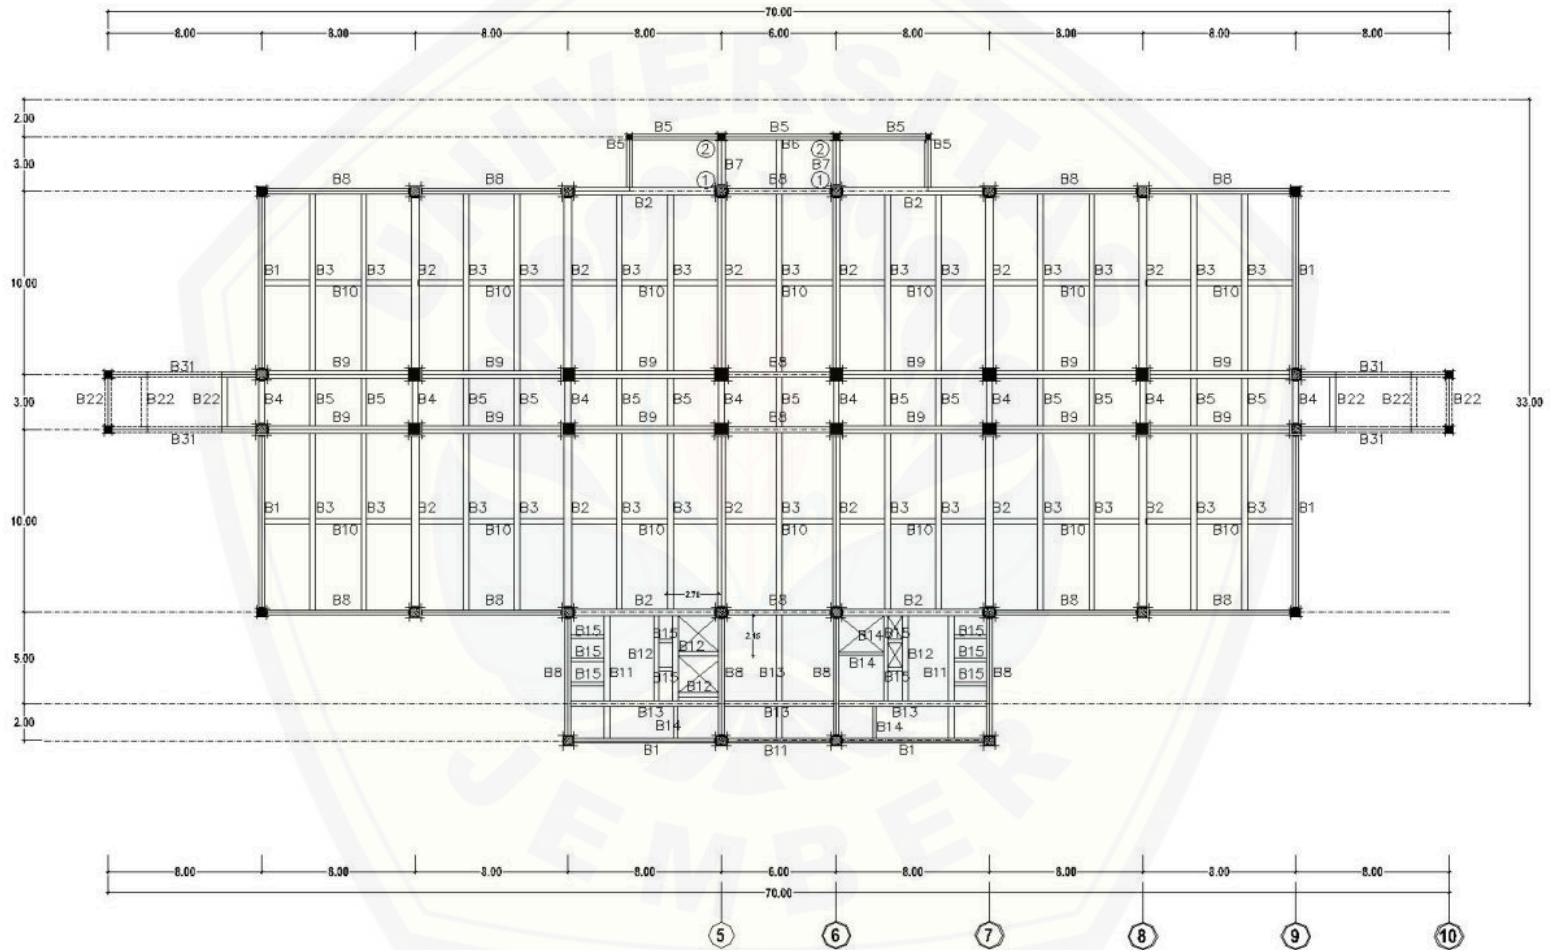 70.00
8.00 8.00 8.00 8.00 6.00 8.00 8.00 8.00 8.00
2.00
B5 B5 B5
B5 2 B6 2 B5
3.00 B7 B7
B8 B8 1 B8 1 B8 B8
B2 B2
B1 B3 B3 B2 B3 B3 B2 B3 B3 B2 B3 B2 B3 B3 B2 B3 B3 B2 B3 B3 B1
10.00
B10 B10 B10 B10 B10 B10 B10
B31 B9 B9 B9 B8 B9 B9 B9 B31
B22 B22 B22 B4 B5 B5 B4 B5 B5 B4 B5 B5 B4 B5 B4 B5 B5 B4 B5 B5 B4 B5 B5 B4 B22 B22 B22
3.00 33.00
B9 B9 B9 B8 B9 B9 B9
B31 B31
B1 B3 B3 B2 B3 B3 B2 B3 B3 B2 B3 B2 B3 B3 B2 B3 B3 B2 B3 B3 B1
10.00
B10 B10 B10 B10 B10 B10 B10
B8 B8 B2 2.76 B8 B2 B8 B8
B15 B15 B14 B15 B15
2.16
B15 B12 B12 B12 B15
5.00 B14
B8 B15 B11 B15 B8 B13 B8 B15 B11 B15 B8
B12
B13 B13 B13
2.00 B14 B14
B1 B11 B1
8.00 8.00 8.00 8.00 6.00 8.00 8.00 8.00 8.00
70.00
5 6 7 8 9 10
UNIVERSITAS
JEMBER